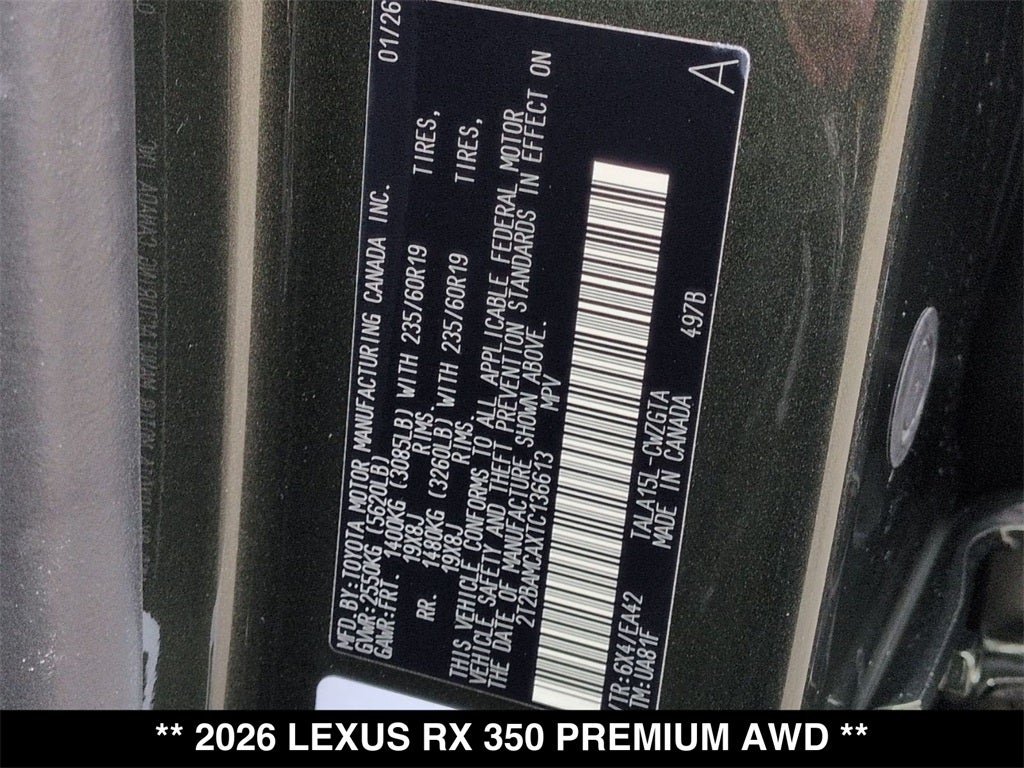 MFD. BY: TOYOTA MOTOR MANUFACTURING CANADA INC. 01/26
GVWR: 2550KG (5620LB)
GAWR: FRT. 1400KG (3085LB) WITH 235/60R19 TIRES,
19X8J RIMS.
RR. 1480KG (3260LB) WITH 235/60R19 TIRES,
19X8J RIMS.
THIS VEHICLE CONFORMS TO ALL APPLICABLE FEDERAL MOTOR
VEHICLE SAFETY AND THEFT PREVENTION STANDARDS IN EFFECT ON
THE DATE OF MANUFACTURE SHOWN ABOVE.
2T2BAMCAXTC136613 MPV
/TR:6X4/EA42 TALA15L-CWZGTA 497B A
TM:UA81F MADE IN CANADA
** 2026 LEXUS RX 350 PREMIUM AWD **